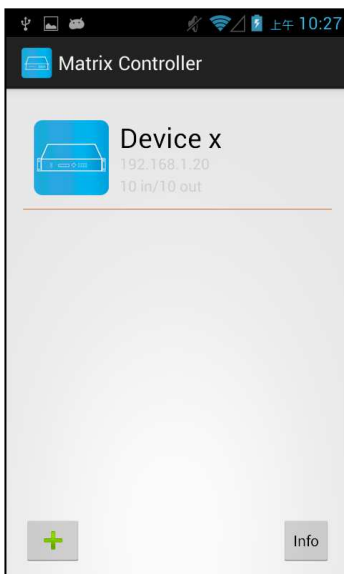 上午 10:27
Matrix Controller
Device x
192.168.1.20
10 in/10 out
Info